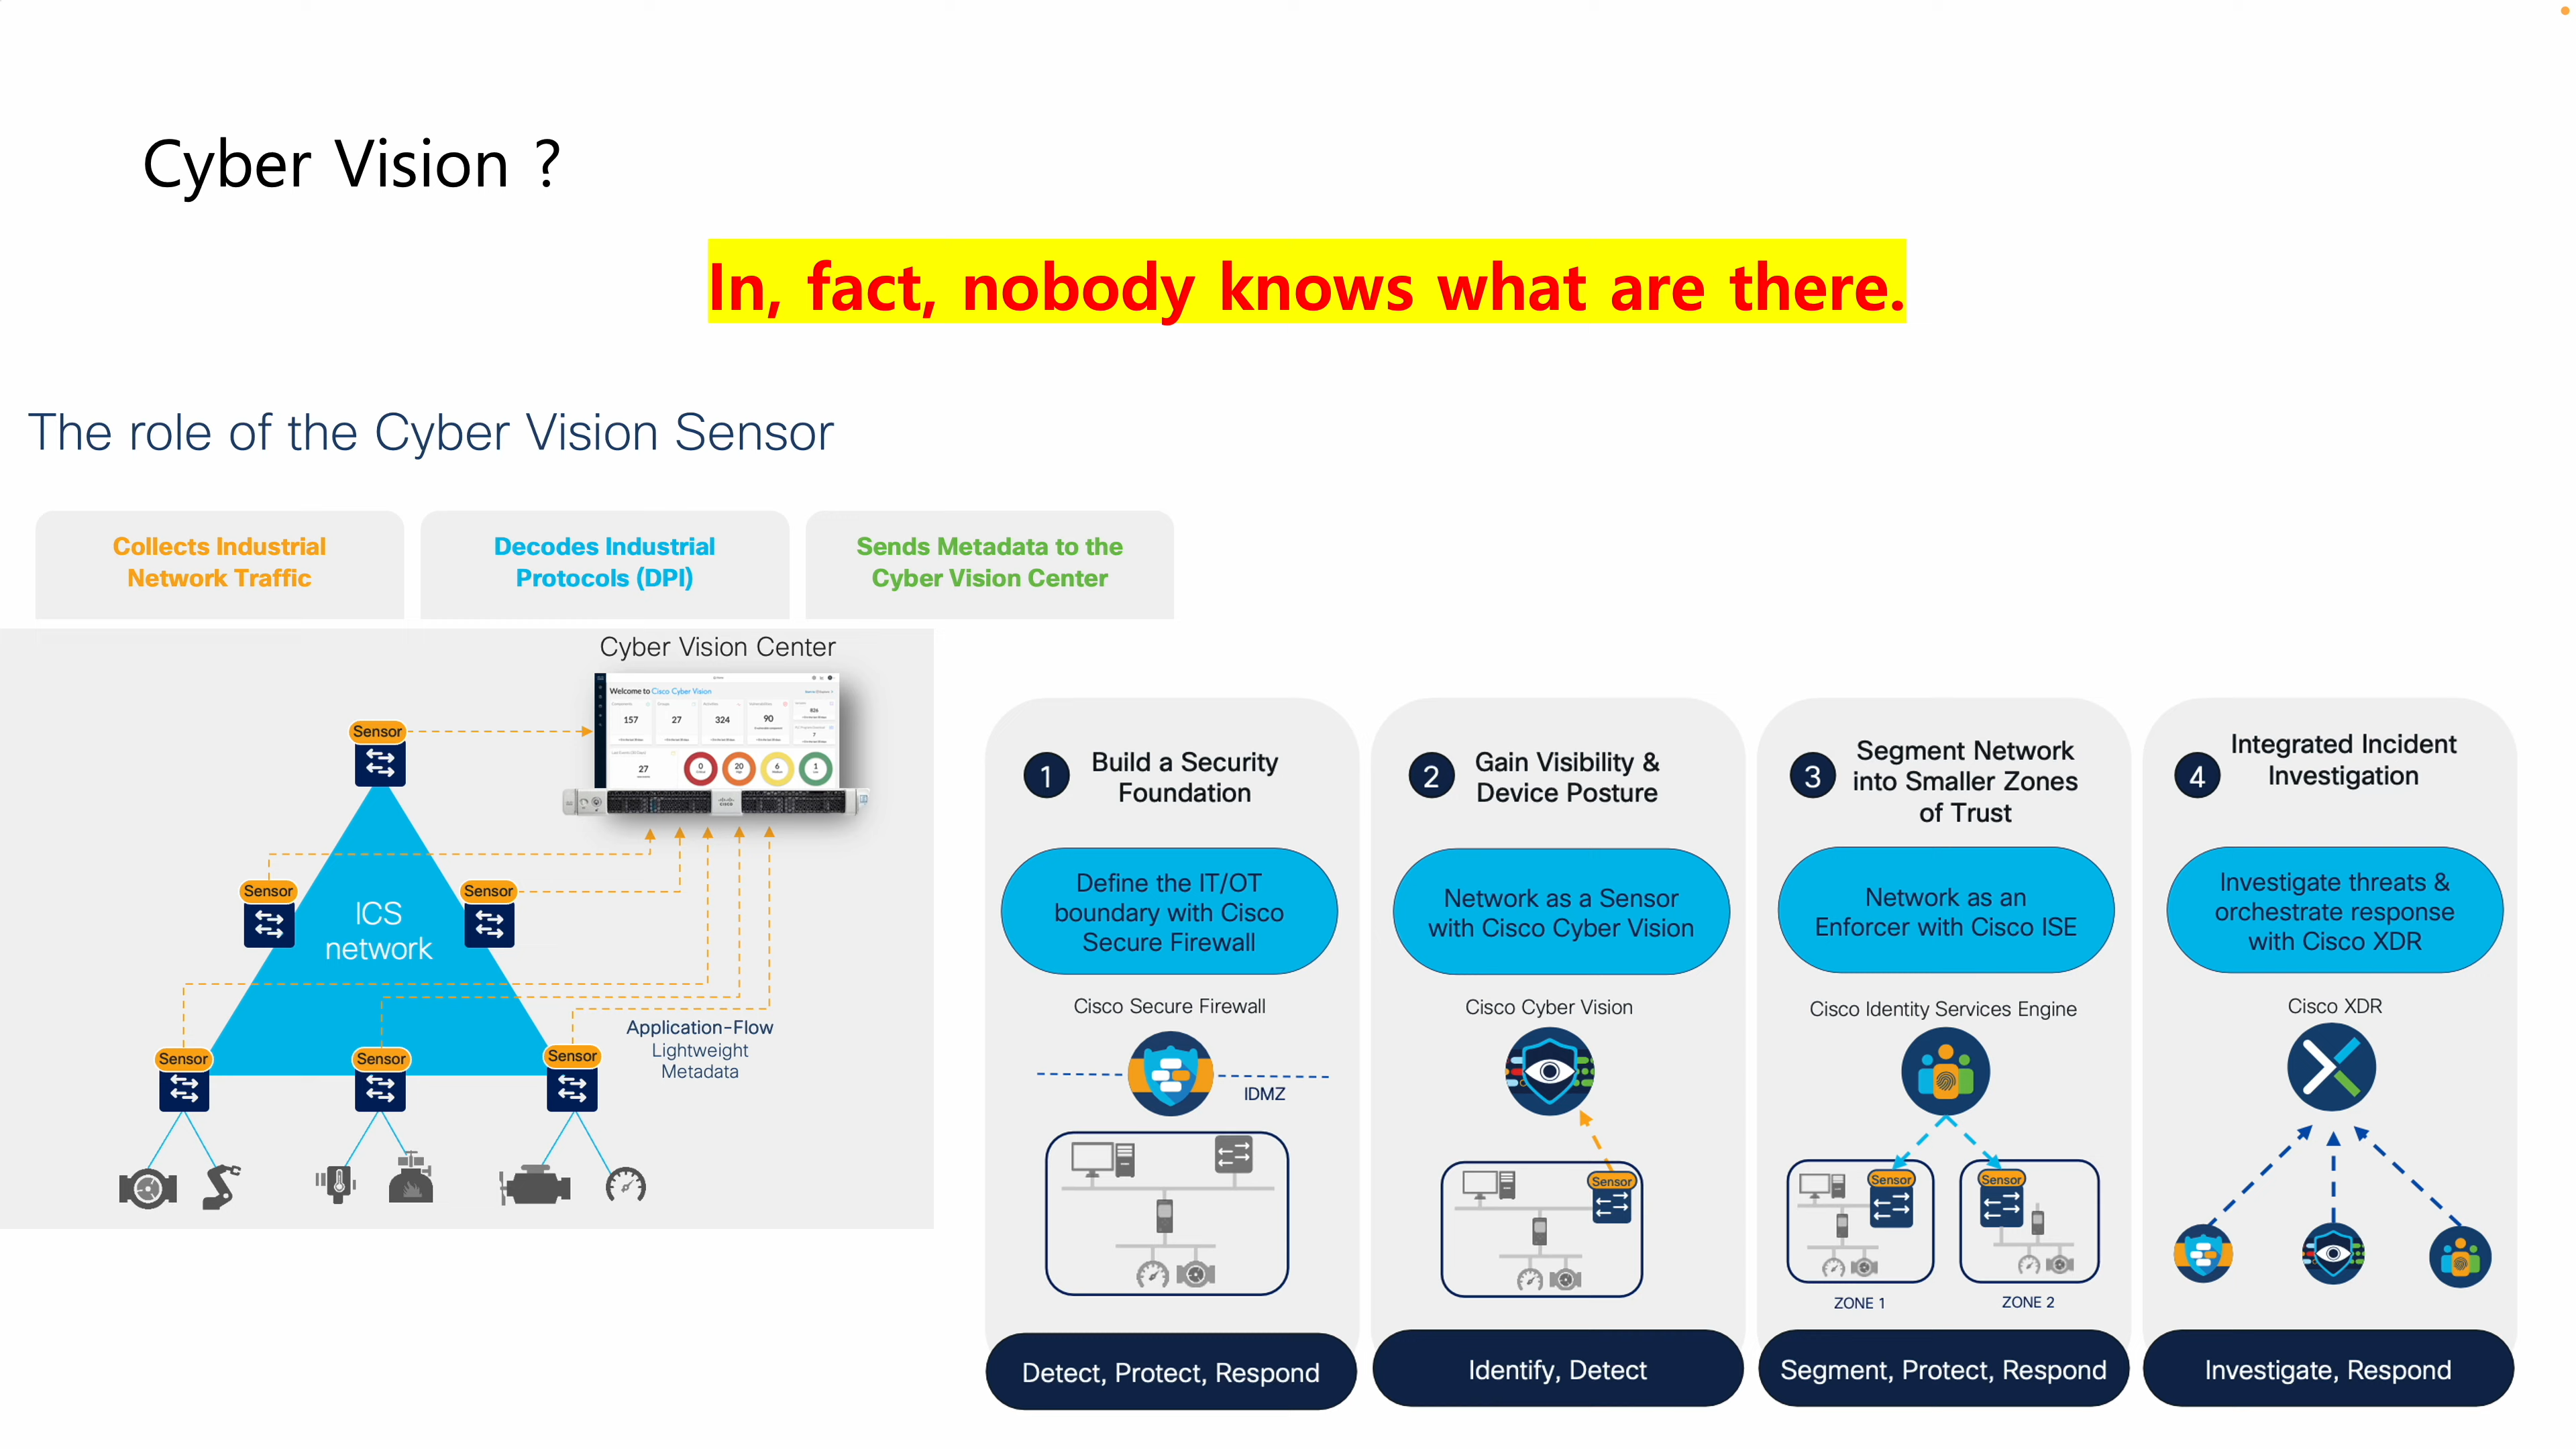 Cyber Vision ?
In, fact, nobody knows what are there.
The role of the Cyber Vision Sensor
Collects Industrial
Network Traffic
Decodes Industrial
Protocols (DPI)
Sends Metadata to the
Cyber Vision Center
Cyber Vision Center
Welcome to Cisco Cyber Vision
157
27
324
90
826
7
27
0
20
6
1
Sensor
Sensor
Sensor
ICS
network
Sensor
Sensor
Sensor
Application-Flow
Lightweight
Metadata
1
Build a Security
Foundation
Define the IT/OT
boundary with Cisco
Secure Firewall
Cisco Secure Firewall
IDMZ
Detect, Protect, Respond
2
Gain Visibility &
Device Posture
Network as a Sensor
with Cisco Cyber Vision
Cisco Cyber Vision
Sensor
Identify, Detect
3
Segment Network
into Smaller Zones
of Trust
Network as an
Enforcer with Cisco ISE
Cisco Identity Services Engine
Sensor
Sensor
ZONE 1
ZONE 2
Segment, Protect, Respond
4
Integrated Incident
Investigation
Investigate threats &
orchestrate response
with Cisco XDR
Cisco XDR
Investigate, Respond